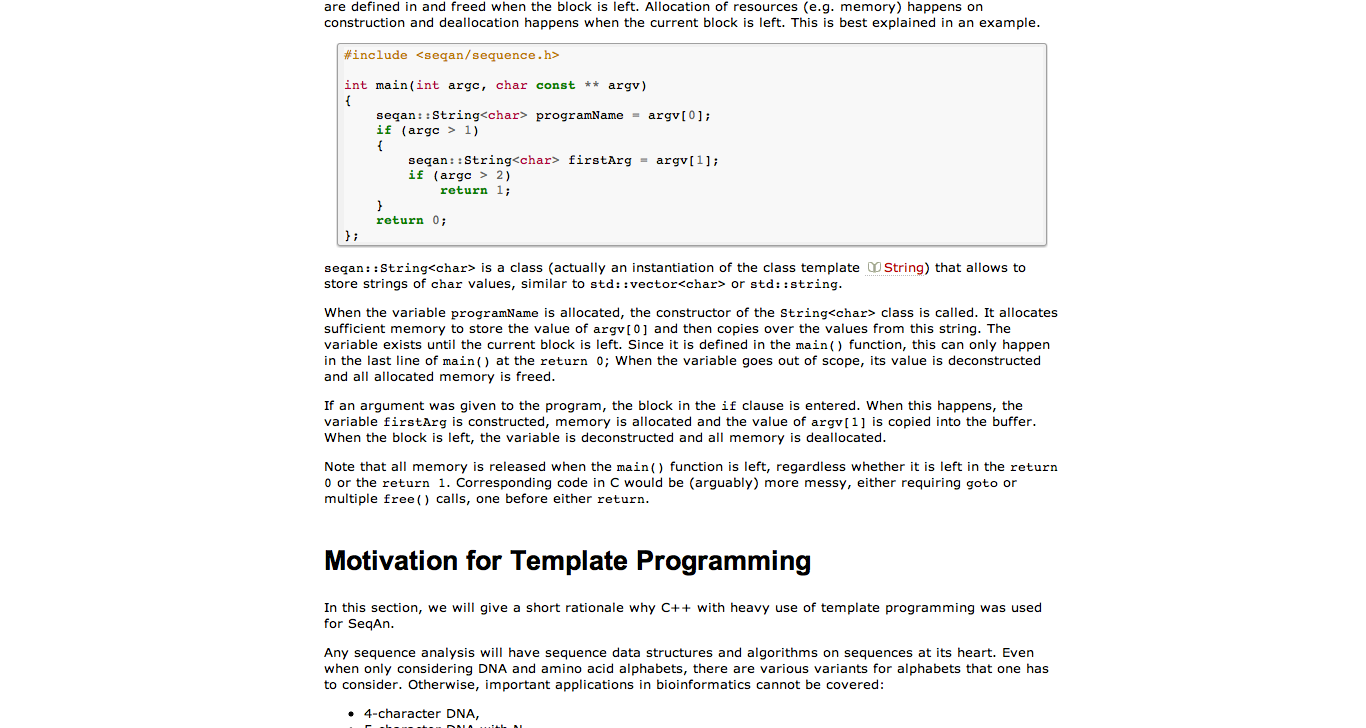 are defined in and freed when the block is left. Allocation of resources (e.g. memory) happens on
construction and deallocation happens when the current block is left. This is best explained in an example.
#include <seqan/sequence.h>
int main(int argc, char const ** argv)
{
    seqan::String<char> programName = argv[0];
    if (argc > 1)
    {
        seqan::String<char> firstArg = argv[1];
        if (argc > 2)
            return 1;
    }
    return 0;
};
seqan::String<char> is a class (actually an instantiation of the class template String) that allows to
store strings of char values, similar to std::vector<char> or std::string.
When the variable programName is allocated, the constructor of the String<char> class is called. It allocates
sufficient memory to store the value of argv[0] and then copies over the values from this string. The
variable exists until the current block is left. Since it is defined in the main() function, this can only happen
in the last line of main() at the return 0; When the variable goes out of scope, its value is deconstructed
and all allocated memory is freed.
If an argument was given to the program, the block in the if clause is entered. When this happens, the
variable firstArg is constructed, memory is allocated and the value of argv[1] is copied into the buffer.
When the block is left, the variable is deconstructed and all memory is deallocated.
Note that all memory is released when the main() function is left, regardless whether it is left in the return
0 or the return 1. Corresponding code in C would be (arguably) more messy, either requiring goto or
multiple free() calls, one before either return.
Motivation for Template Programming
In this section, we will give a short rationale why C++ with heavy use of template programming was used
for SeqAn.
Any sequence analysis will have sequence data structures and algorithms on sequences at its heart. Even
when only considering DNA and amino acid alphabets, there are various variants for alphabets that one has
to consider. Otherwise, important applications in bioinformatics cannot be covered:
• 4-character DNA,